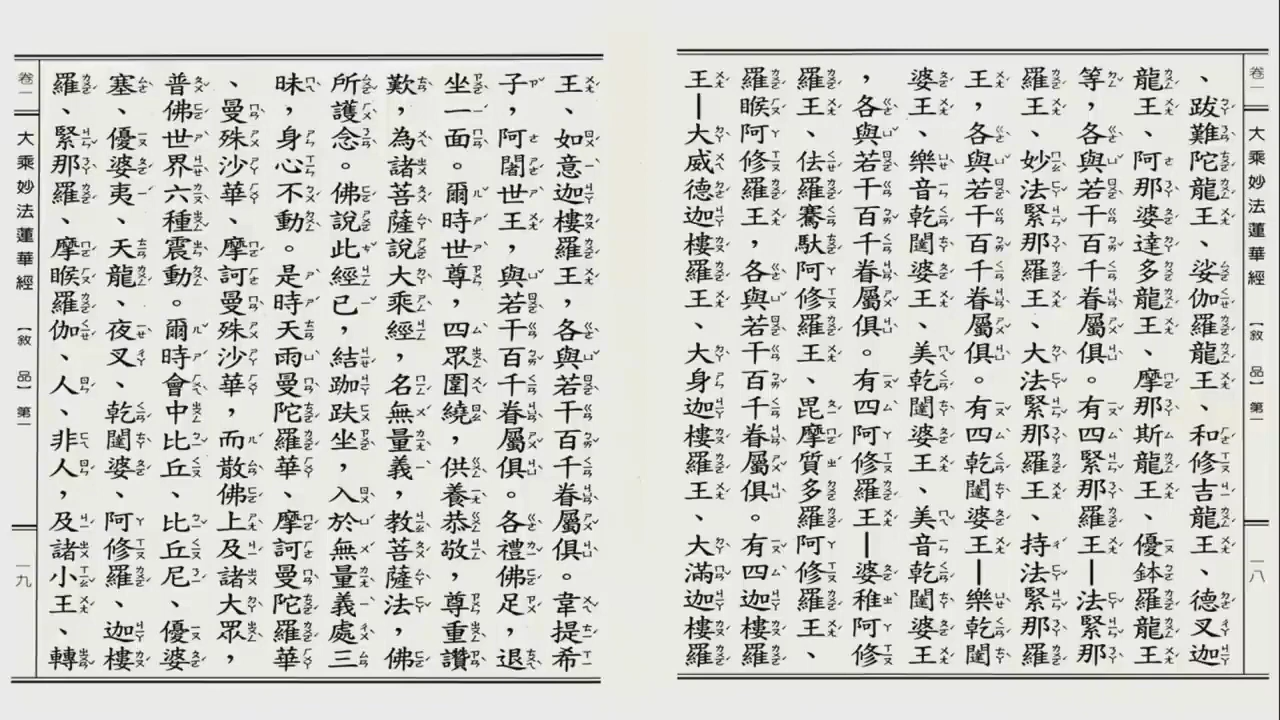 卷一 大乘妙法蓮華經 【敘 品】第一 一八
、跋難陀龍王、娑伽羅龍王、和修吉龍王、德叉迦
龍王、阿那婆達多龍王、摩那斯龍王、優鉢羅龍王
等，各與若干百千眷屬俱。有四緊那羅王—法緊那
羅王、妙法緊那羅王、大法緊那羅王、持法緊那羅
王，各與若干百千眷屬俱。有四乾闥婆王—樂乾闥
婆王、樂音乾闥婆王、美乾闥婆王、美音乾闥婆王
，各與若干百千眷屬俱。有四阿修羅王—婆稚阿修
羅王、佉羅騫馱阿修羅王、毘摩質多羅阿修羅王、
羅睺阿修羅王，各與若干百千眷屬俱。有四迦樓羅
王—大威德迦樓羅王、大身迦樓羅王、大滿迦樓羅
王、如意迦樓羅王，各與若干百千眷屬俱。韋提希
子，阿闍世王，與若干百千眷屬俱。各禮佛足，退
坐一面。爾時世尊，四眾圍繞，供養恭敬，尊重讚
歎，為諸菩薩說大乘經，名無量義，教菩薩法，佛
所護念。佛說此經已，結跏趺坐，入於無量義處三
昧，身心不動。是時天雨曼陀羅華、摩訶曼陀羅華
、曼殊沙華、摩訶曼殊沙華，而散佛上及諸大眾，
普佛世界六種震動。爾時會中比丘、比丘尼、優婆
塞、優婆夷、天龍、夜叉、乾闥婆、阿修羅、迦樓
羅、緊那羅、摩睺羅伽、人、非人，及諸小王、轉
卷一 大乘妙法蓮華經 【敘 品】第一 一九